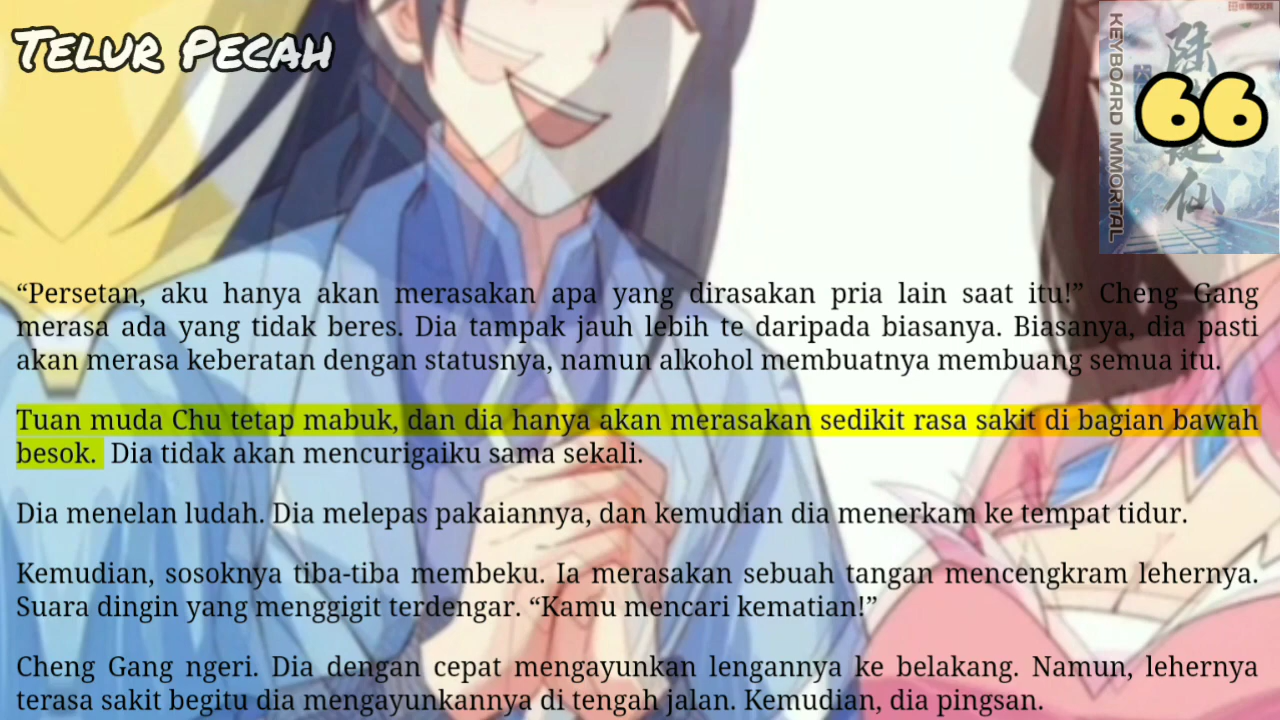 TELUR PECAH
KEYBOARD IMMORTAL
66
仙
“Persetan, aku hanya akan merasakan apa yang dirasakan pria lain saat itu!” Cheng Gang
merasa ada yang tidak beres. Dia tampak jauh lebih te daripada biasanya. Biasanya, dia pasti
akan merasa keberatan dengan statusnya, namun alkohol membuatnya membuang semua itu.
Tuan muda Chu tetap mabuk, dan dia hanya akan merasakan sedikit rasa sakit di bagian bawah
besok. Dia tidak akan mencurigaiku sama sekali.
Dia menelan ludah. Dia melepas pakaiannya, dan kemudian dia menerkam ke tempat tidur.
Kemudian, sosoknya tiba-tiba membeku. Ia merasakan sebuah tangan mencengkram lehernya.
Suara dingin yang menggigit terdengar. “Kamu mencari kematian!”
Cheng Gang ngeri. Dia dengan cepat mengayunkan lengannya ke belakang. Namun, lehernya
terasa sakit begitu dia mengayunkannya di tengah jalan. Kemudian, dia pingsan.